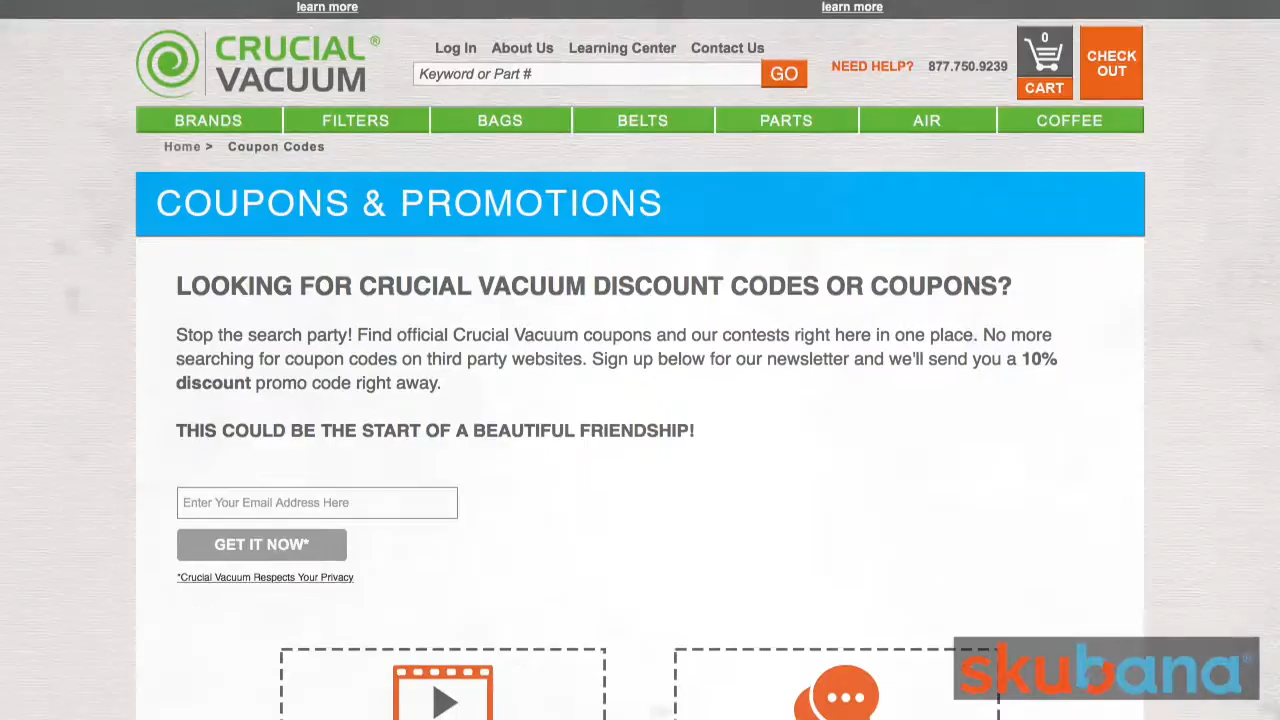 learn more
learn more
CRUCIAL®
VACUUM
Log In About Us Learning Center Contact Us
Keyword or Part #
GO
NEED HELP? 877.750.9239
0
CART
CHECK
OUT
BRANDS FILTERS BAGS BELTS PARTS AIR COFFEE
Home > Coupon Codes
COUPONS & PROMOTIONS
LOOKING FOR CRUCIAL VACUUM DISCOUNT CODES OR COUPONS?
Stop the search party! Find official Crucial Vacuum coupons and our contests right here in one place. No more
searching for coupon codes on third party websites. Sign up below for our newsletter and we'll send you a 10%
discount promo code right away.
THIS COULD BE THE START OF A BEAUTIFUL FRIENDSHIP!
Enter Your Email Address Here
GET IT NOW*
*Crucial Vacuum Respects Your Privacy
skubana®